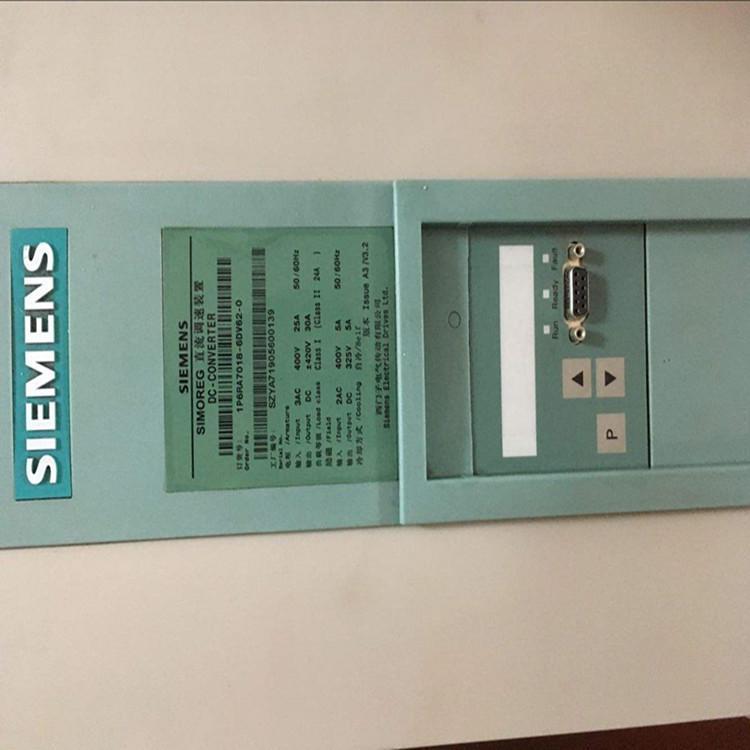 SIEMENS
SIEMENS
SIMOREG 直流调速装置
DC-CONVERTER
订货号:
Order No.
1P6RA7018-6DV62-0
工厂编号:
Serial No.
SZYA71905600139
电枢 /Armature
输入 /Input 3AC 400V 25A 50/60Hz
输出 /Output DC ±420V 30A
负载等级 /Load class Class I (Class II 24A )
励磁 /Field
输入 /Input 2AC 400V 5A 50/60Hz
输出 /Output DC 325V 5A
冷却方式 /Cooling 自冷/Self
版本 Issue A3/V3.2
西门子电气传动有限公司
Siemens Electrical Drives Ltd.
Run Ready Fault
P